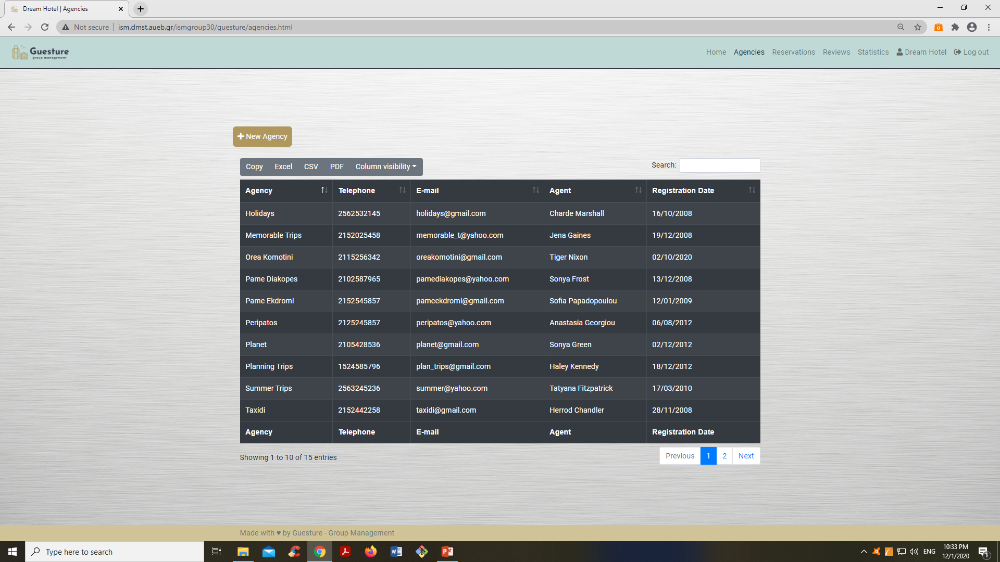 Dream Hotel | Agencies
Not secure | ism.dmst.aueb.gr/ismgroup30/guesture/agencies.html
Guesture
group management
Home Agencies Reservations Reviews Statistics Dream Hotel Log out
New Agency
Copy Excel CSV PDF Column visibility
Search:
Agency Telephone E-mail Agent Registration Date
Holidays 2562532145 holidays@gmail.com Charde Marshall 16/10/2008
Memorable Trips 2152025458 memorable_t@yahoo.com Jena Gaines 19/12/2008
Orea Komotini 2115256342 oreakomotini@gmail.com Tiger Nixon 02/10/2020
Pame Diakopes 2102587965 pamediakopes@yahoo.com Sonya Frost 13/12/2008
Pame Ekdromi 2152545857 pameekdromi@gmail.com Sofia Papadopoulou 12/01/2009
Peripatos 2125245857 peripatos@yahoo.com Anastasia Georgiou 06/08/2012
Planet 2105428536 planet@gmail.com Sonya Green 02/12/2012
Planning Trips 1524585796 plan_trips@gmail.com Haley Kennedy 18/12/2012
Summer Trips 2563245236 summer@yahoo.com Tatyana Fitzpatrick 17/03/2010
Taxidi 2152442258 taxidi@gmail.com Herrod Chandler 28/11/2008
Agency Telephone E-mail Agent Registration Date
Showing 1 to 10 of 15 entries
Previous 1 2 Next
Made with ♥ by Guesture - Group Management
Type here to search
ENG
10:33 PM
12/1/2020
1